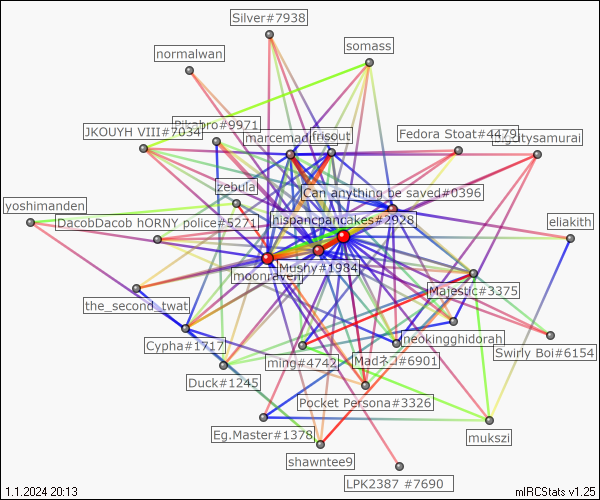 Silver#7938
somass
normalwan
Pikabro#9971
JKOUYH VIII#7034
marcemad
frisout
Fedora Stoat#4479
bigcitysamurai
zebula
Can anything be saved#0396
yoshimanden
DacobDacob hORNY police#5271
hispancpancakes#2928
eliakith
moonraven
Mushy#1984
Majestic#3375
the_second_twat
Cypha#1717
neokingghidorah
ming#4742
Madネコ#6901
Swirly Boi#6154
Duck#1245
Pocket Persona#3326
Eg.Master#1378
mukszi
shawntee9
LPK2387 #7690
1.1.2024 20:13
mIRCStats v1.25